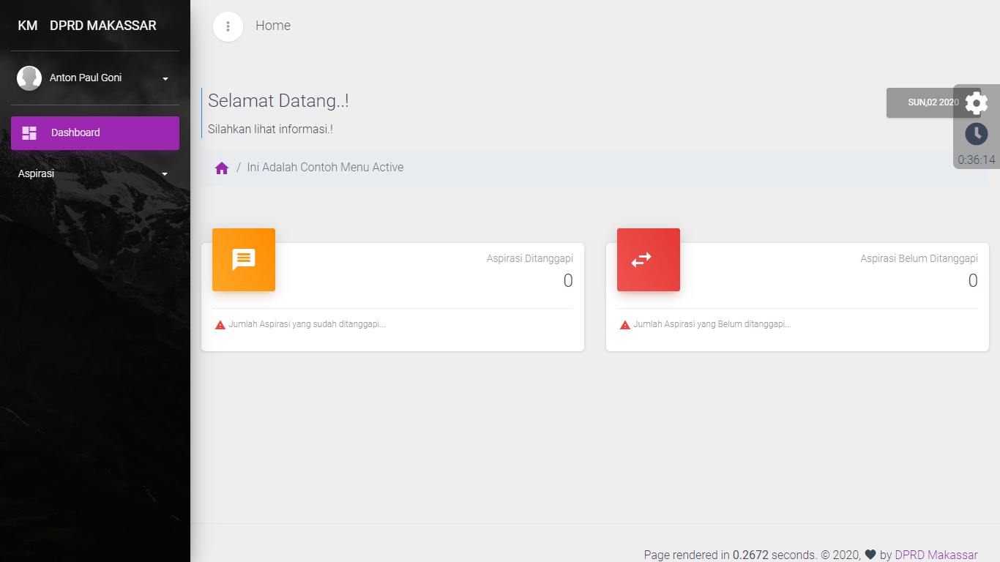 KM DPRD MAKASSAR
Home
Anton Paul Goni
Dashboard
Aspirasi
Selamat Datang..!
SUN,02 2020
Silahkan lihat informasi.!
0:36:14
/ Ini Adalah Contoh Menu Active
Aspirasi Ditanggapi
0
Jumlah Aspirasi yang sudah ditanggapi...
Aspirasi Belum Ditanggapi
0
Jumlah Aspirasi yang Belum ditanggapi...
Page rendered in 0.2672 seconds. © 2020, ♥ by DPRD Makassar